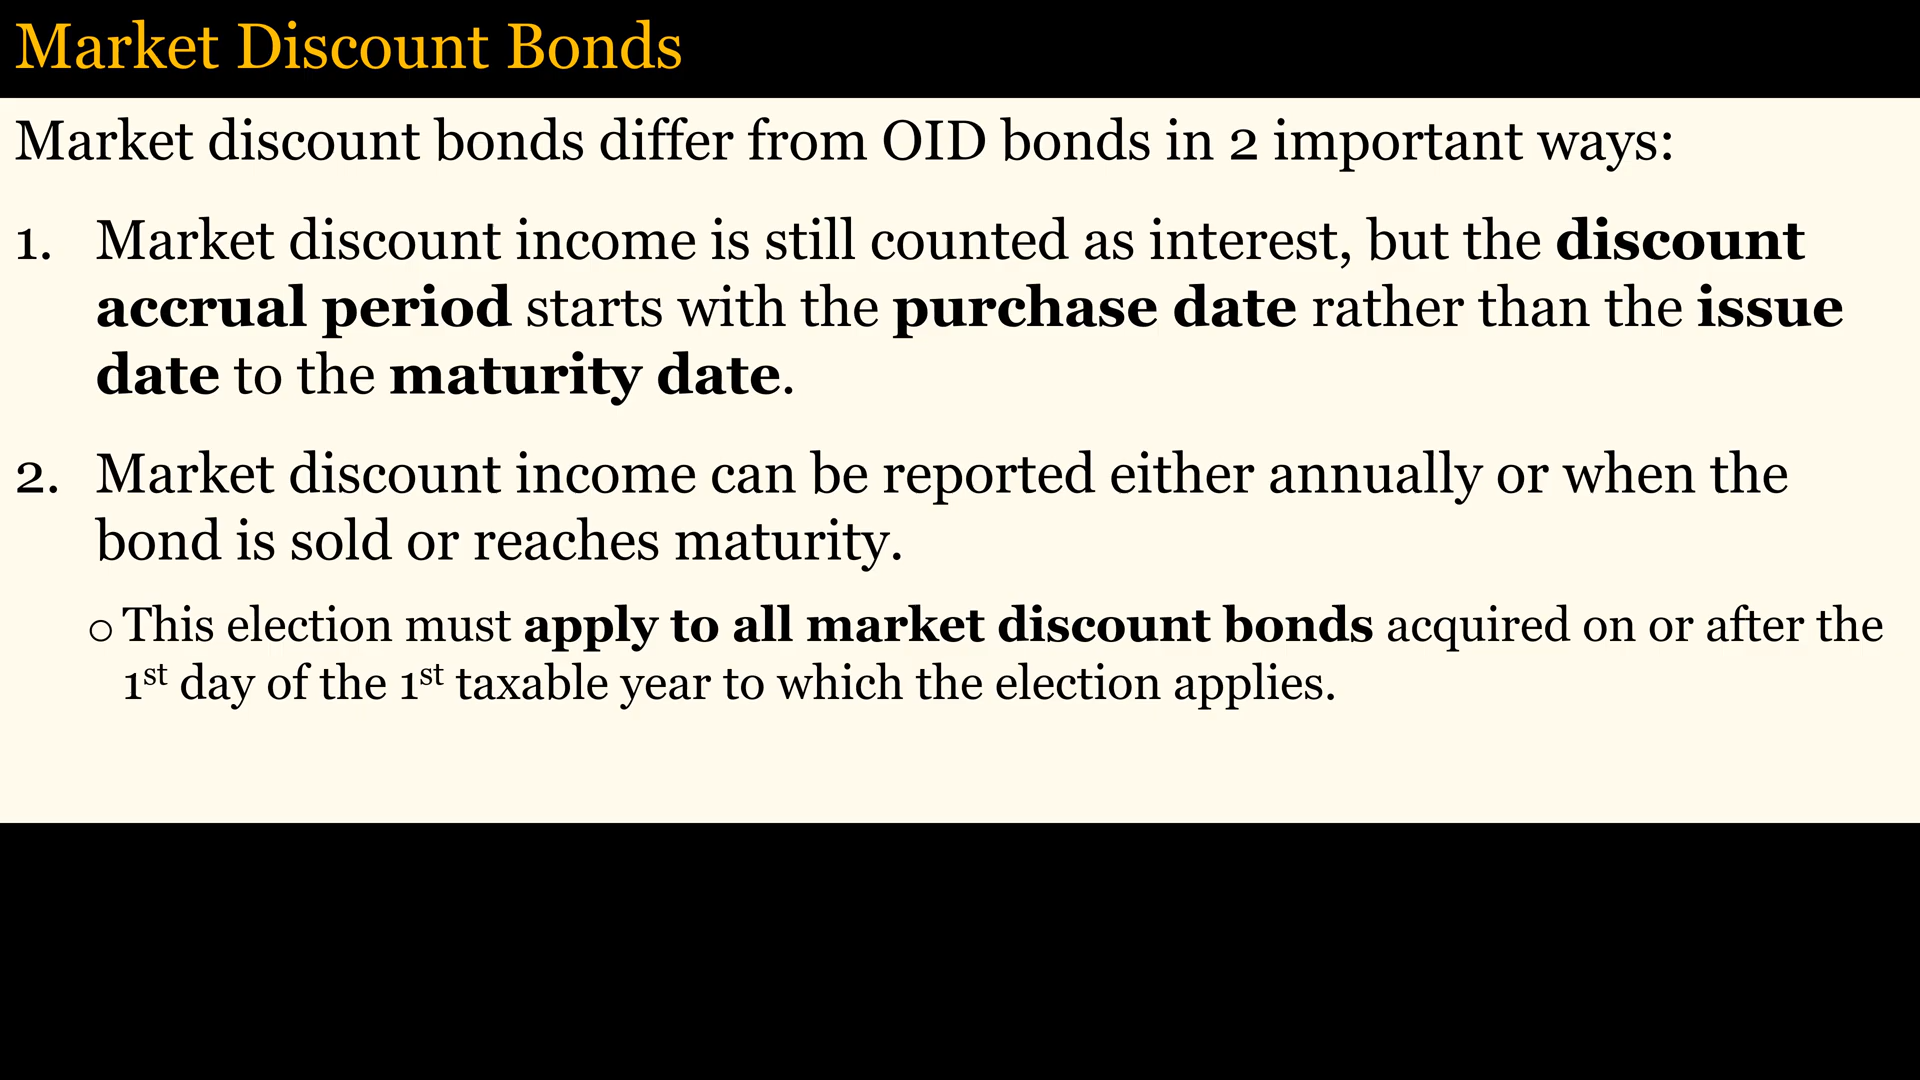 Market Discount Bonds
Market discount bonds differ from OID bonds in 2 important ways:
1. Market discount income is still counted as interest, but the discount
accrual period starts with the purchase date rather than the issue
date to the maturity date.
2. Market discount income can be reported either annually or when the
bond is sold or reaches maturity.
○ This election must apply to all market discount bonds acquired on or after the
1st day of the 1st taxable year to which the election applies.